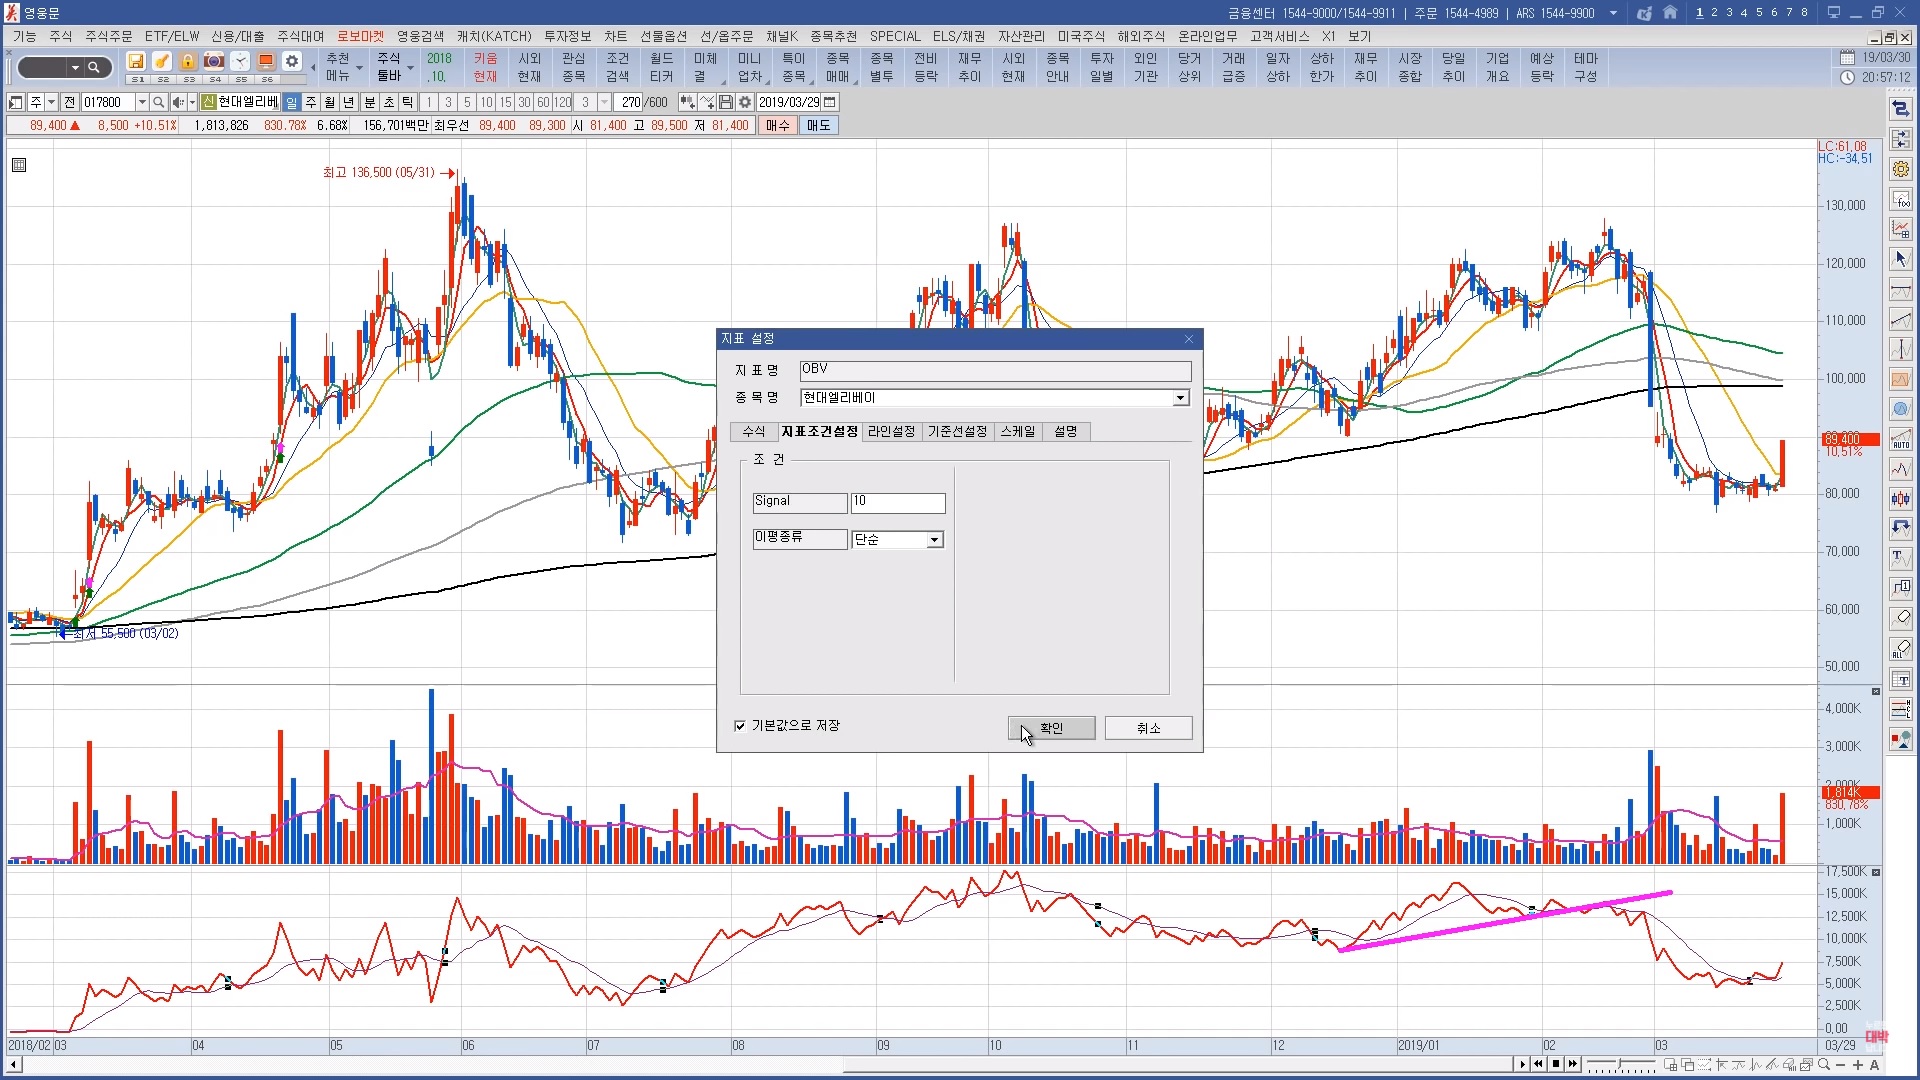 영웅문
금융센터 1544-9000/1544-9911 | 주문 1544-4989 | ARS 1544-9900
1 2 3 4 5 6 7 8
기능 주식 주식주문 ETF/ELW 신용/대출 주식대여 로보마켓 영웅검색 캐치(KATCH) 투자정보 차트 선물옵션 선/옵주문 채널K 종목추천 SPECIAL ELS/채권 자산관리 미국주식 해외주식 온라인업무 고객서비스 X1 보기
추천 주식 2018 키움 시외 관심 조건 월드 미체 미니 특이 종목 종목 전비 재무 시외 종목 투자 외인 당거 거래 일자 상하 재무 시장 당일 기업 예상 테마
메뉴 툴바 .10. 현재 현재 종목 검색 티커 결 업차 종목 매매 별투 등락 추이 현재 안내 일별 기관 상위 급증 상하 한가 추이 종합 추이 개요 등락 구성
S1 S2 S3 S4 S5 S6
19/03/30
20:57:12
주 전 017800 신 현대엘리베 일 주 월 년 분 초 틱 1 3 5 10 15 30 60 120 3 270 /600 2019/03/29
89,400 ▲ 8,500 +10.51% 1,813,826 830.78% 6.68% 156,701백만 최우선 89,400 89,300 시 81,400 고 89,500 저 81,400 매수 매도
LC:61,08
HC:-34,51
최고 136,500 (05/31)
130,000
120,000
110,000
100,000
89,400
10,51%
80,000
70,000
60,000
50,000
최저 55,500 (03/02)
지표 설정
지 표 명 OBV
종 목 명 현대엘리베이
수식 지표조건설정 라인설정 기준선설정 스케일 설명
조 건
Signal 10
이평종류 단순
기본값으로 저장
확인 취소
4,000K
3,000K
1,814K
830,78%
1,000K
17,500K
15,000K
12,500K
10,000K
7,500K
5,000K
2,500K
0,00
대박
2018/02 03 04 05 06 07 08 09 10 11 12 2019/01 02 03 03/29
AUTO
ALL
A